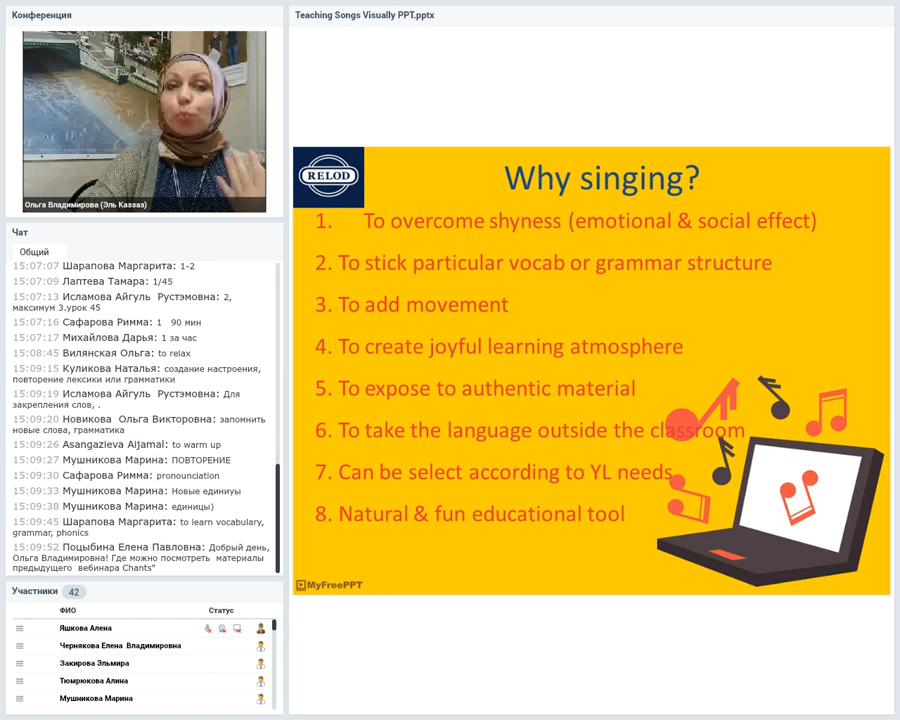 Конференция
Ольга Владимирова (Эль Каззаз)
Чат
Общий
15:07:07 Шарапова Маргарита: 1-2
15:07:09 Лаптева Тамара: 1/45
15:07:13 Исламова Айгуль Рустэмовна: 2,
максимум 3.урок 45
15:07:16 Сафарова Римма: 1 90 мин
15:07:17 Михайлова Дарья: 1 за час
15:08:45 Вилянская Ольга: to relax
15:09:15 Куликова Наталья: создание настроения,
повторение лексики или грамматики
15:09:19 Исламова Айгуль Рустэмовна: Для
закрепления слов, .
15:09:20 Новикова Ольга Викторовна: запомнить
новые слова, грамматика
15:09:26 Asangazieva Aijamal: to warm up
15:09:27 Мушникова Марина: ПОВТОРЕНИЕ
15:09:30 Сафарова Римма: pronounciation
15:09:33 Мушникова Марина: Новые единиуы
15:09:38 Мушникова Марина: единицы)
15:09:45 Шарапова Маргарита: to learn vocabulary,
grammar, phonics
15:09:52 Поцыбина Елена Павловна: Добрый день,
Ольга Владимировна! Где можно посмотреть материалы
предыдущего вебинара Chants"
Участники 42
ФИО Статус
Яшкова Алена
Чернякова Елена Владимировна
Закирова Эльмира
Тюмрюкова Алина
Мушникова Марина
Teaching Songs Visually PPT.pptx
RELOD
Why singing?
1. To overcome shyness (emotional & social effect)
2. To stick particular vocab or grammar structure
3. To add movement
4. To create joyful learning atmosphere
5. To expose to authentic material
6. To take the language outside the classroom
7. Can be select according to YL needs
8. Natural & fun educational tool
MyFreePPT